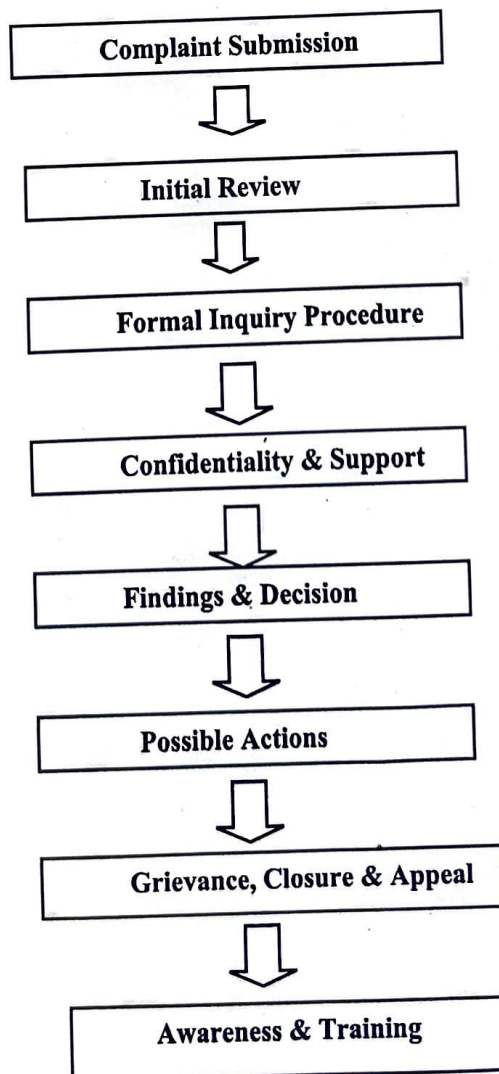 Complaint Submission
Initial Review
Formal Inquiry Procedure
Confidentiality & Support
Findings & Decision
Possible Actions
Grievance, Closure & Appeal
Awareness & Training